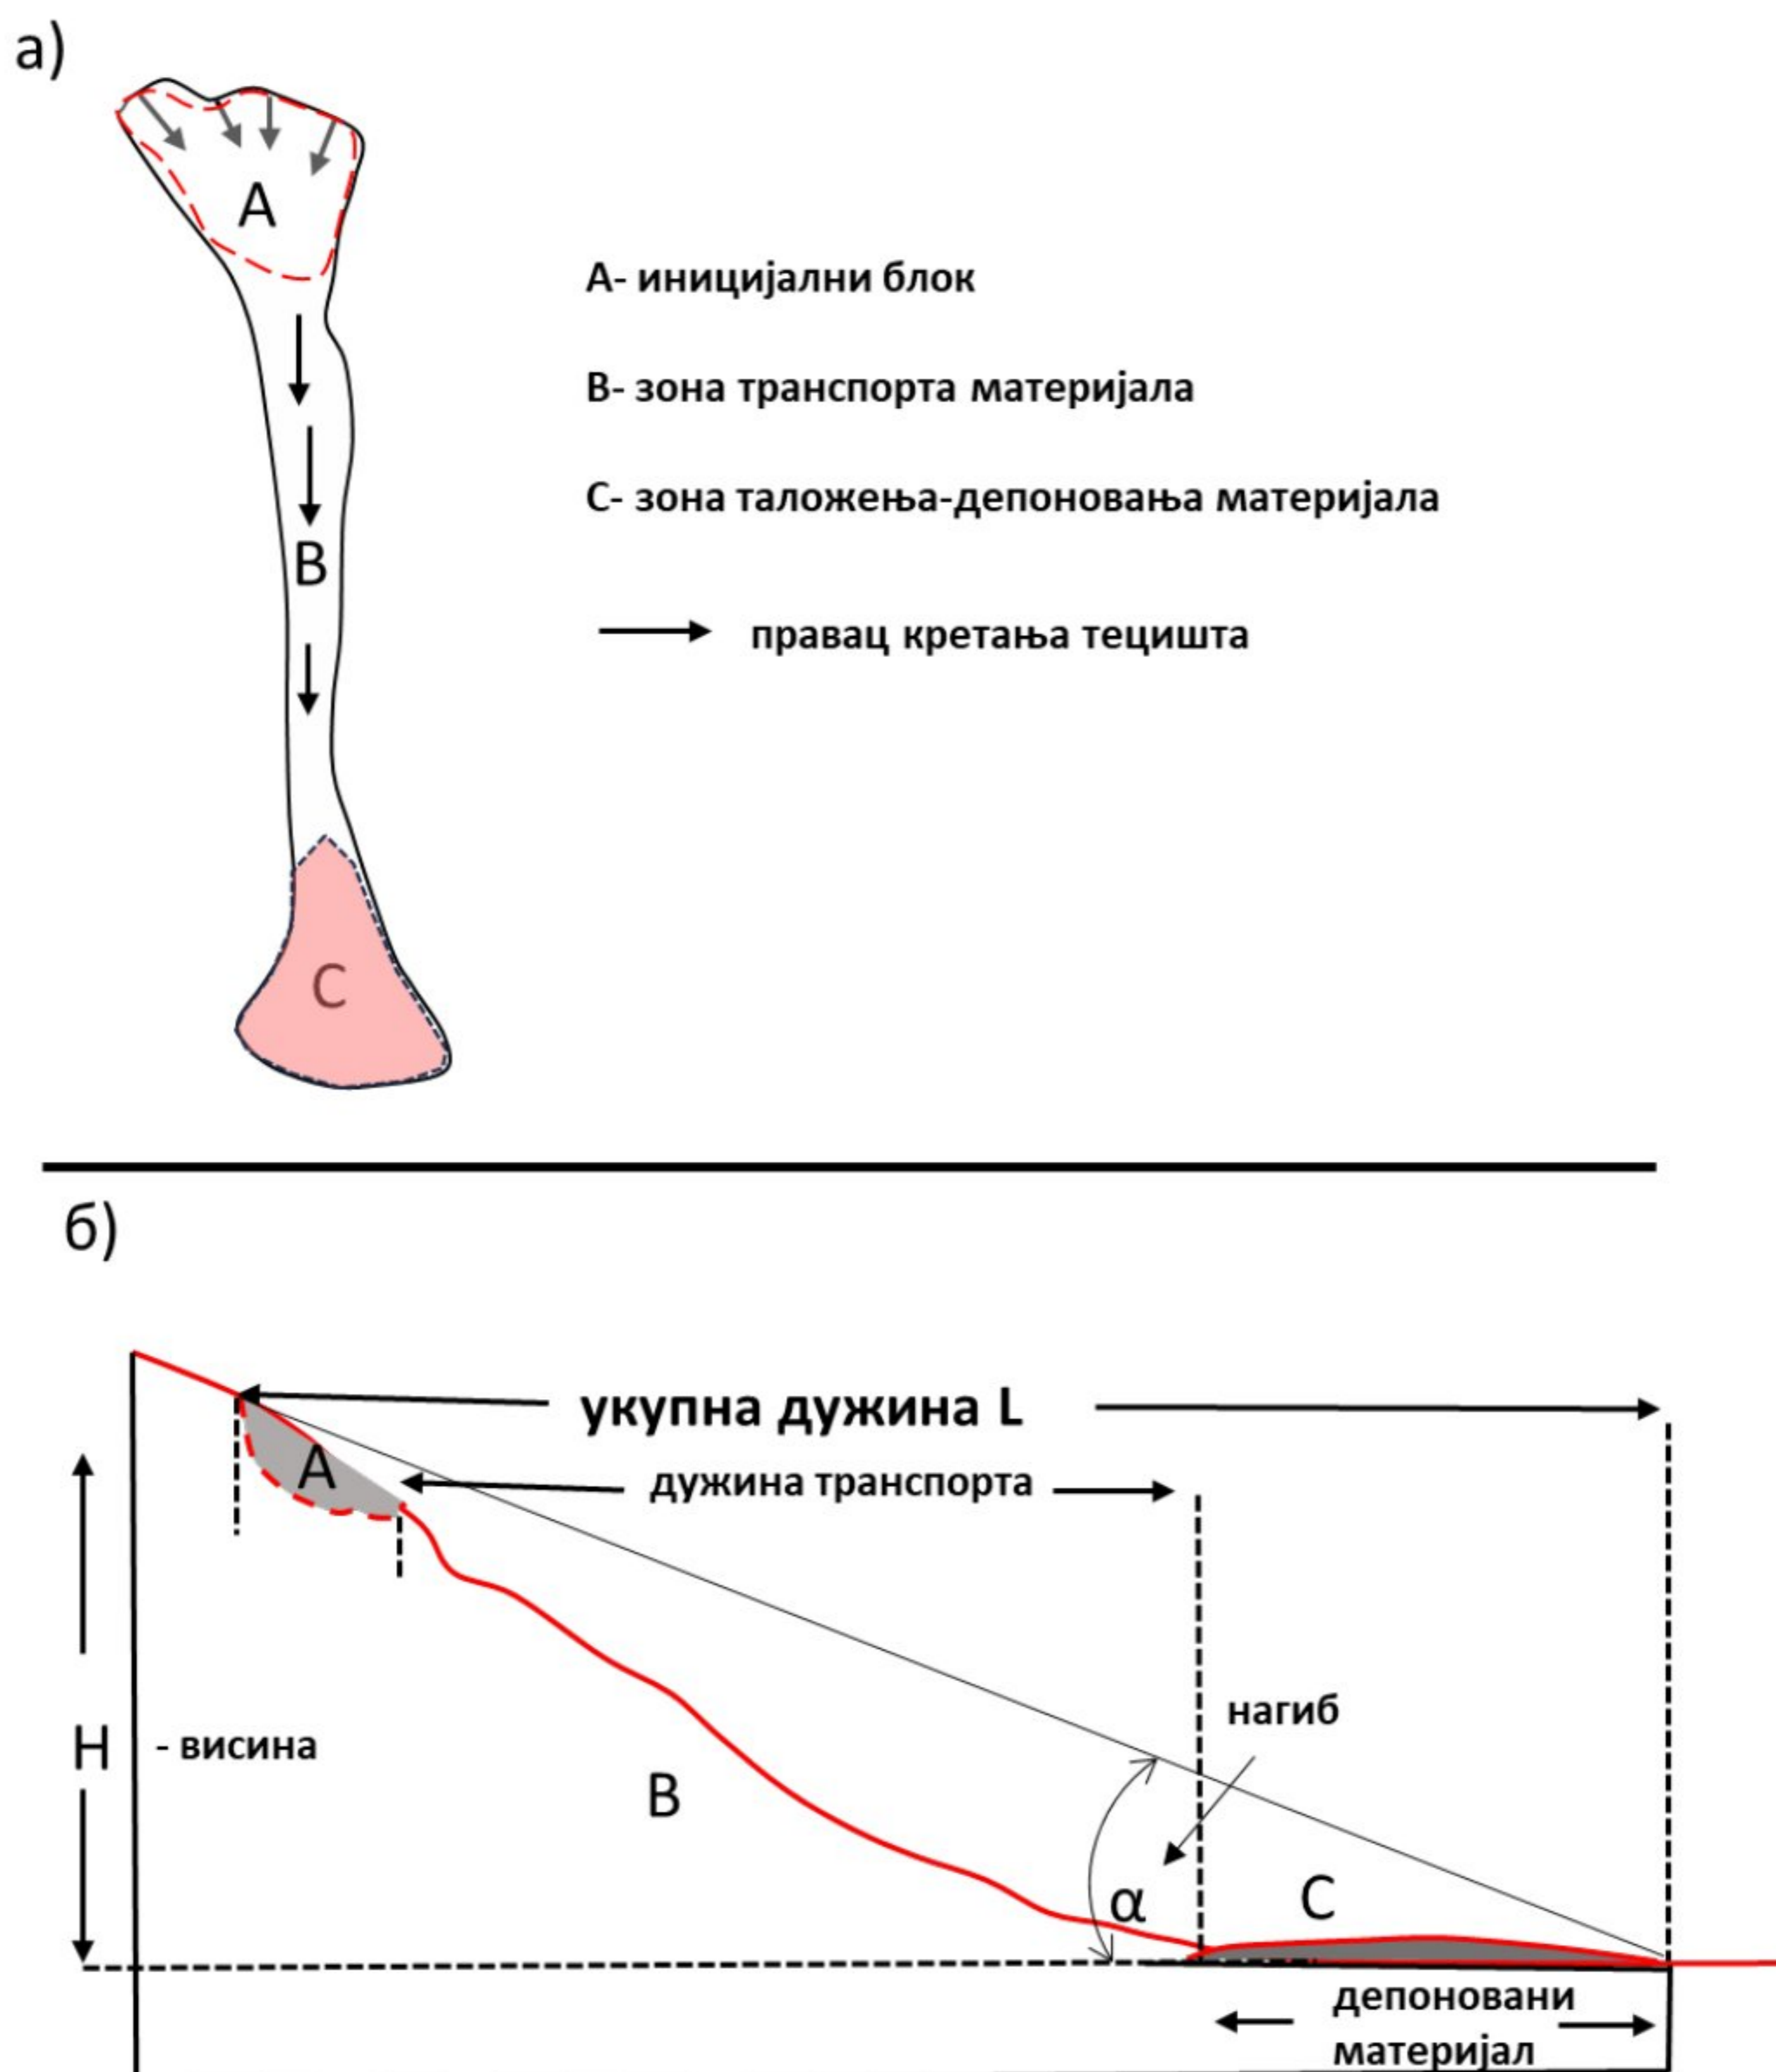 а)
A
А- иницијални блок
В- зона транспорта материјала
С- зона таложења-депоновања материјала
B
правац кретања тецишта
C
б)
укупна дужина L
A
дужина транспорта
нагиб
H - висина
B
α
C
депоновани
материјал